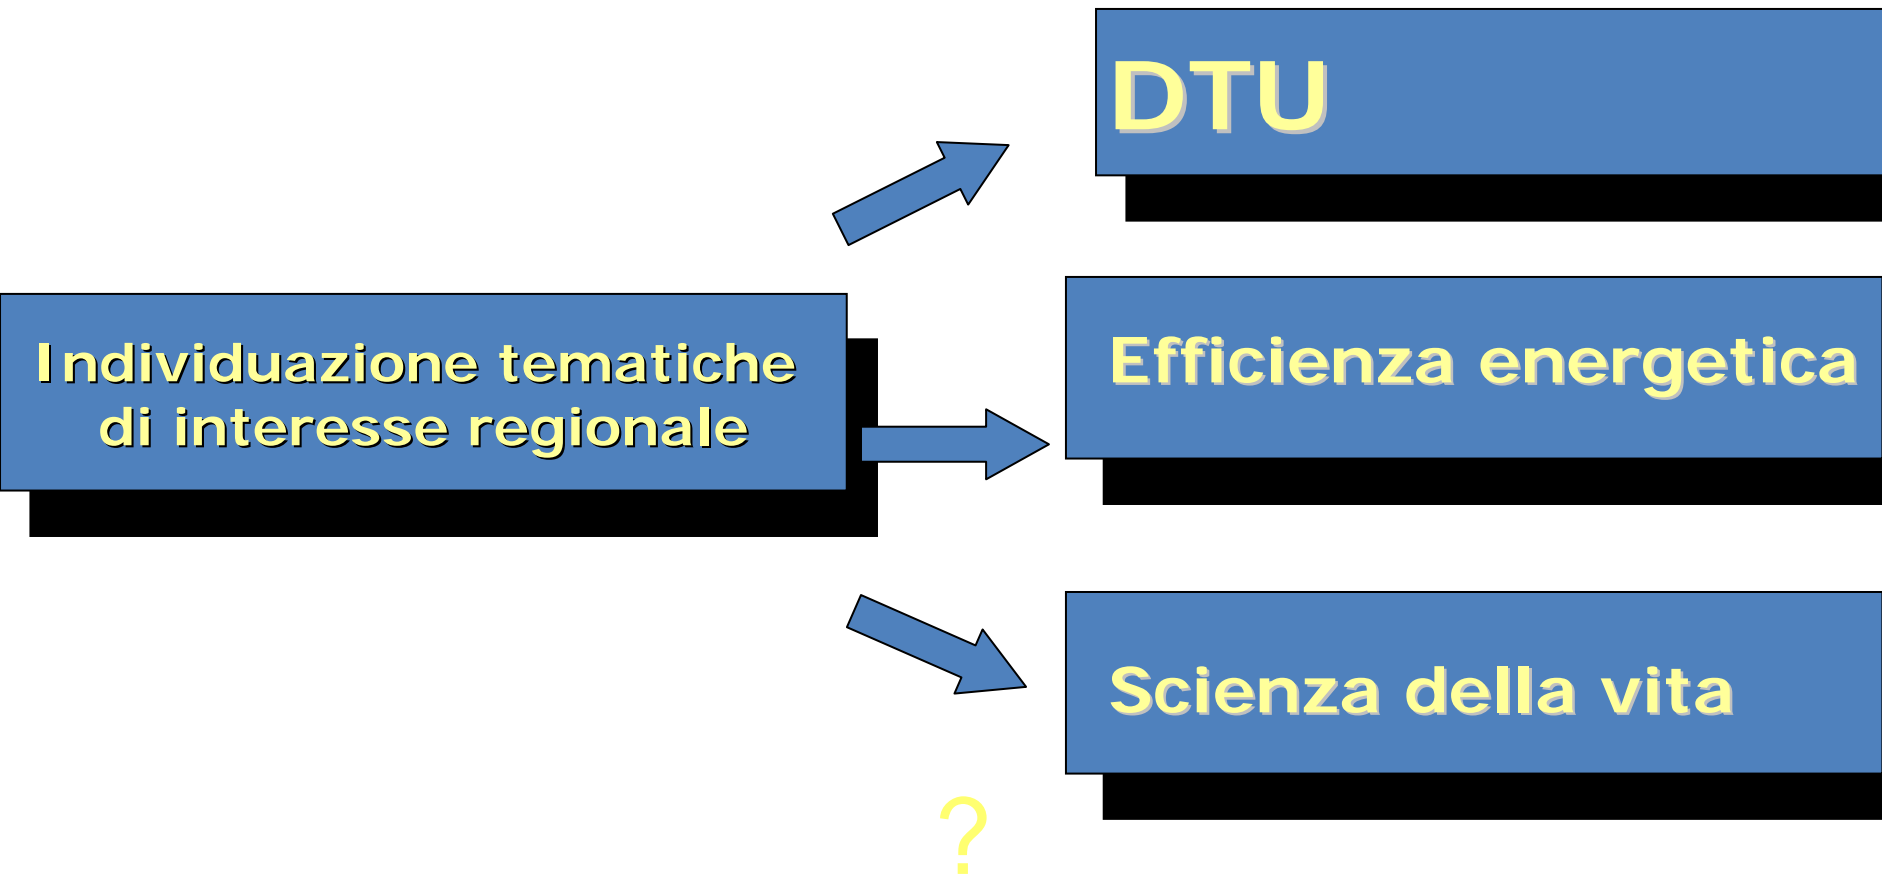 DTU
Individuazione tematiche
di interesse regionale
Efficienza energetica
Scienza della vita
?